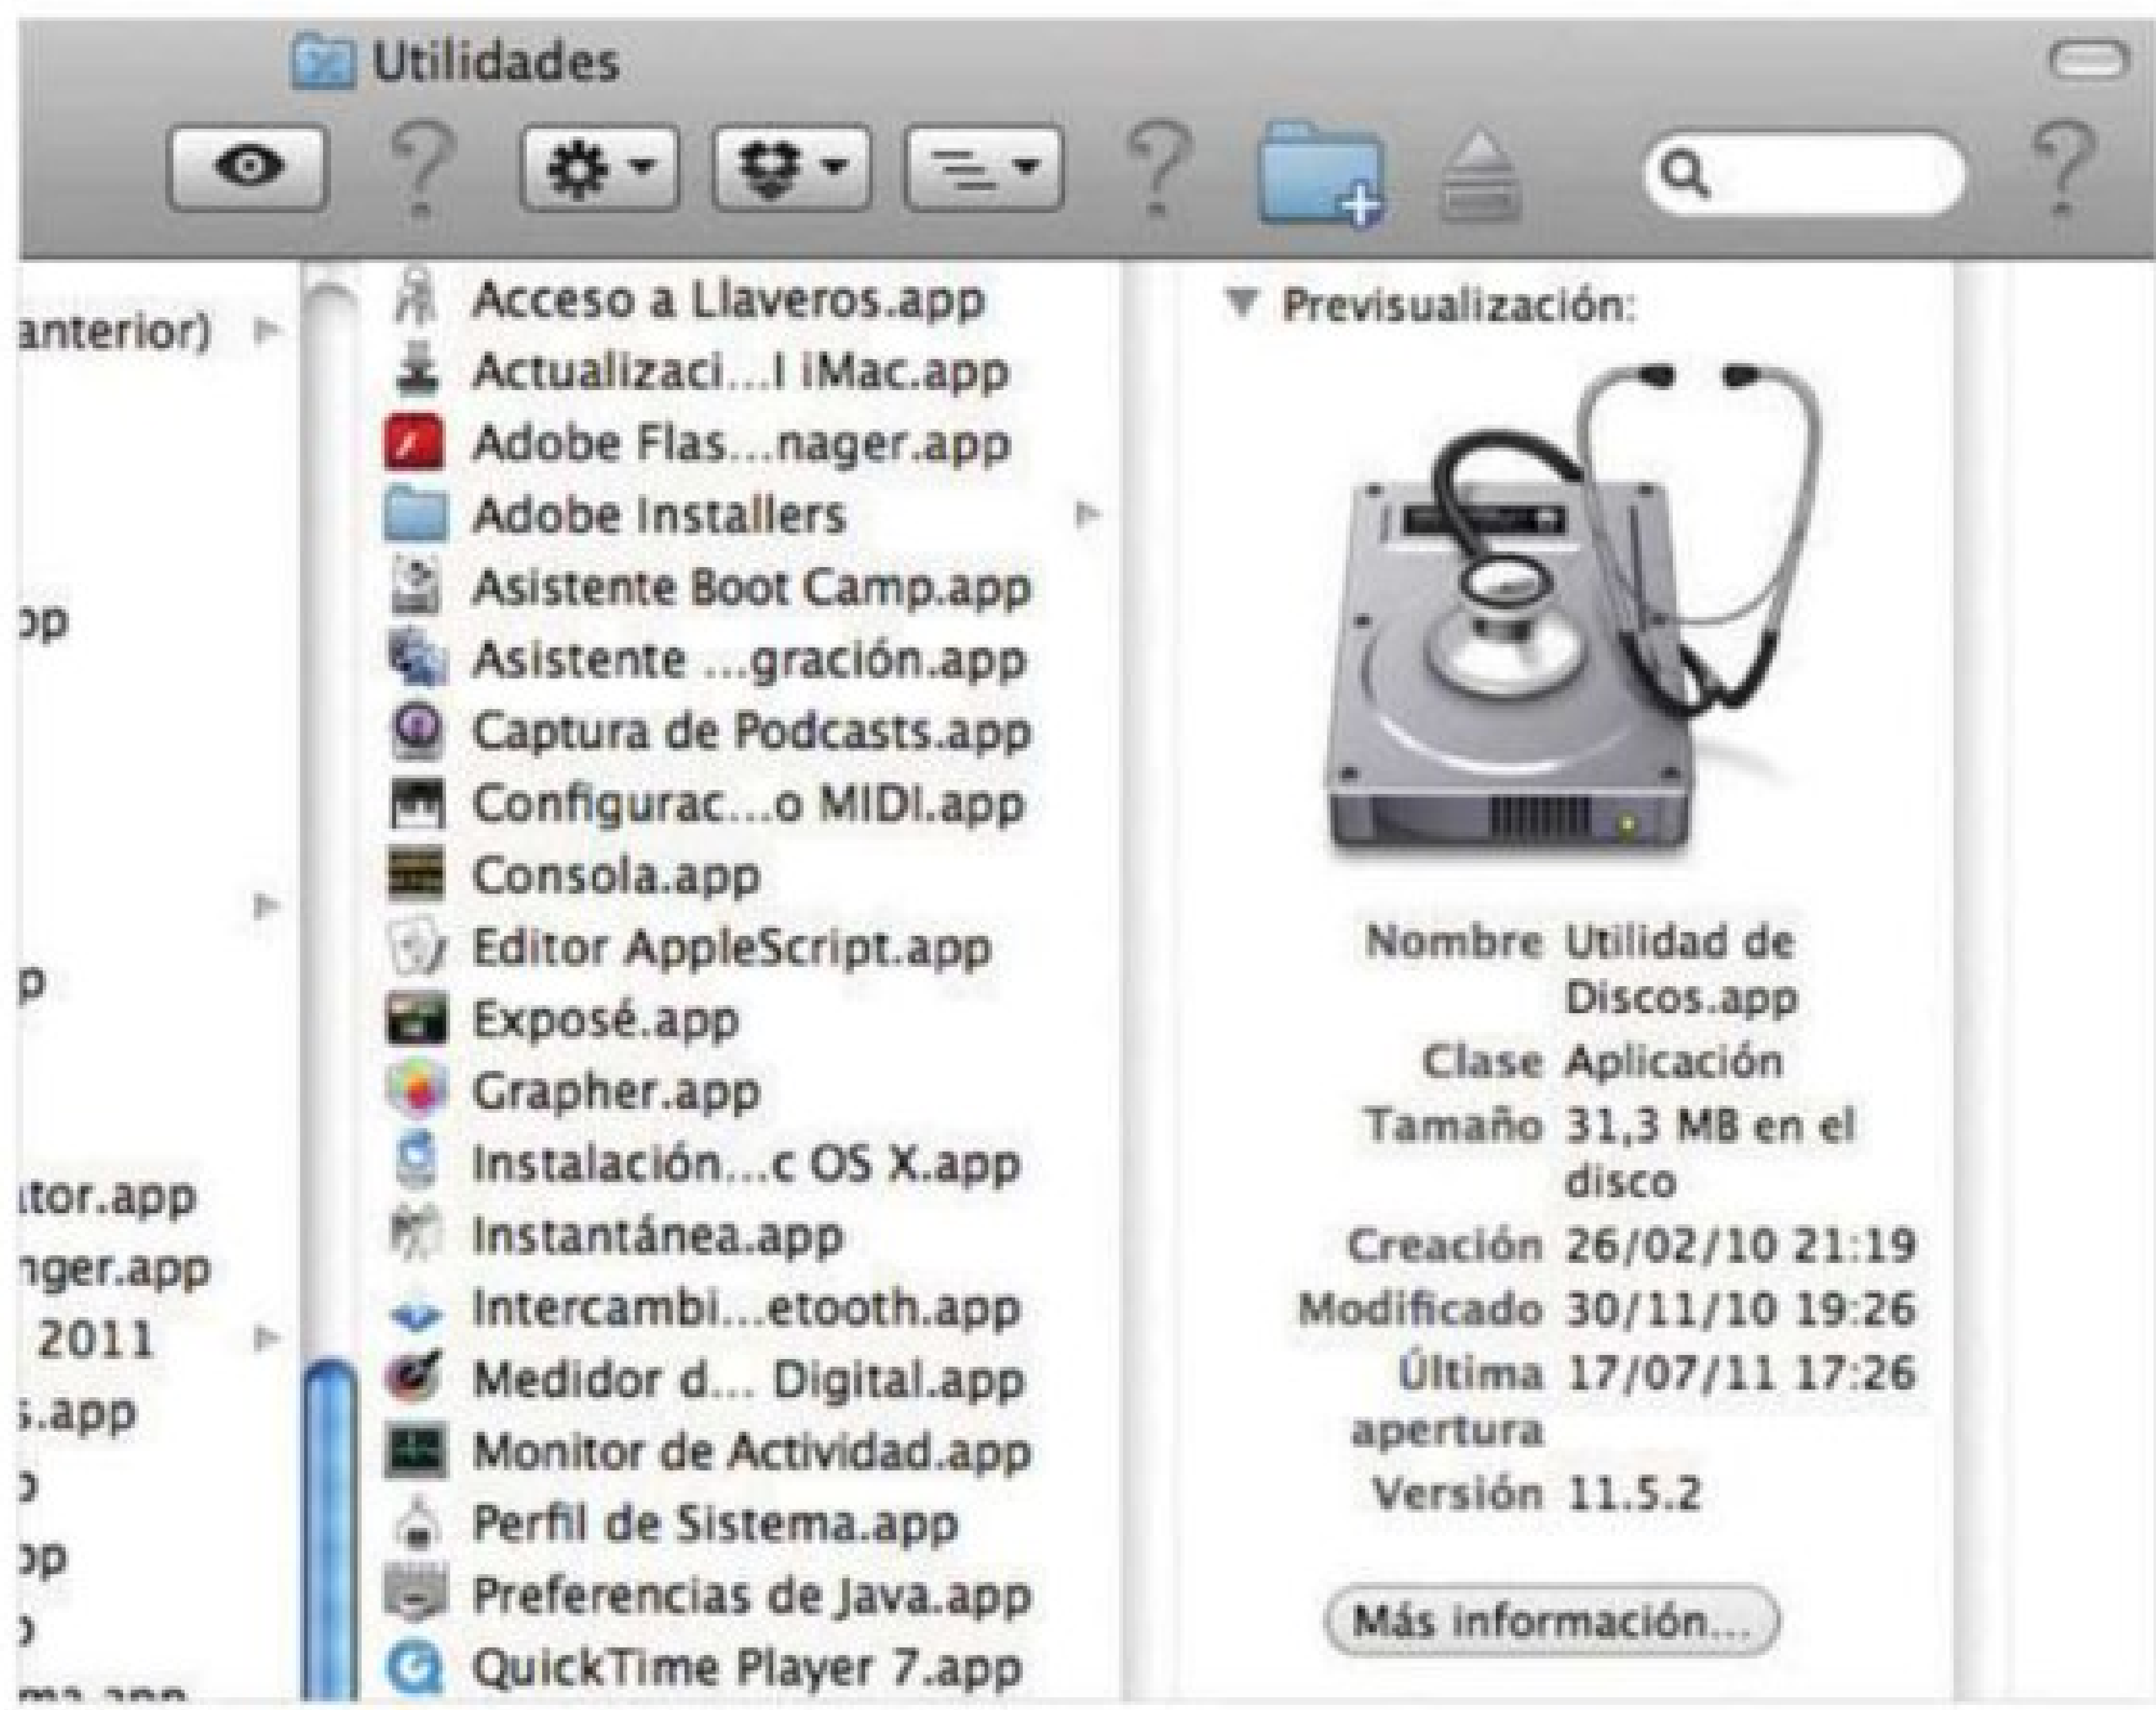 Utilidades
anterior)
2011
Acceso a Llaveros.app
Actualizaci...l iMac.app
Adobe Flas...nager.app
Adobe Installers
Asistente Boot Camp.app
Asistente ...gración.app
Captura de Podcasts.app
Configurac...o MIDI.app
Consola.app
Editor AppleScript.app
Exposé.app
Grapher.app
Instalación...c OS X.app
Instantánea.app
Intercambi...etooth.app
Medidor d... Digital.app
Monitor de Actividad.app
Perfil de Sistema.app
Preferencias de Java.app
QuickTime Player 7.app
Previsualización:
Nombre Utilidad de
Discos.app
Clase Aplicación
Tamaño 31,3 MB en el
disco
Creación 26/02/10 21:19
Modificado 30/11/10 19:26
Última 17/07/11 17:26
apertura
Versión 11.5.2
Más información...